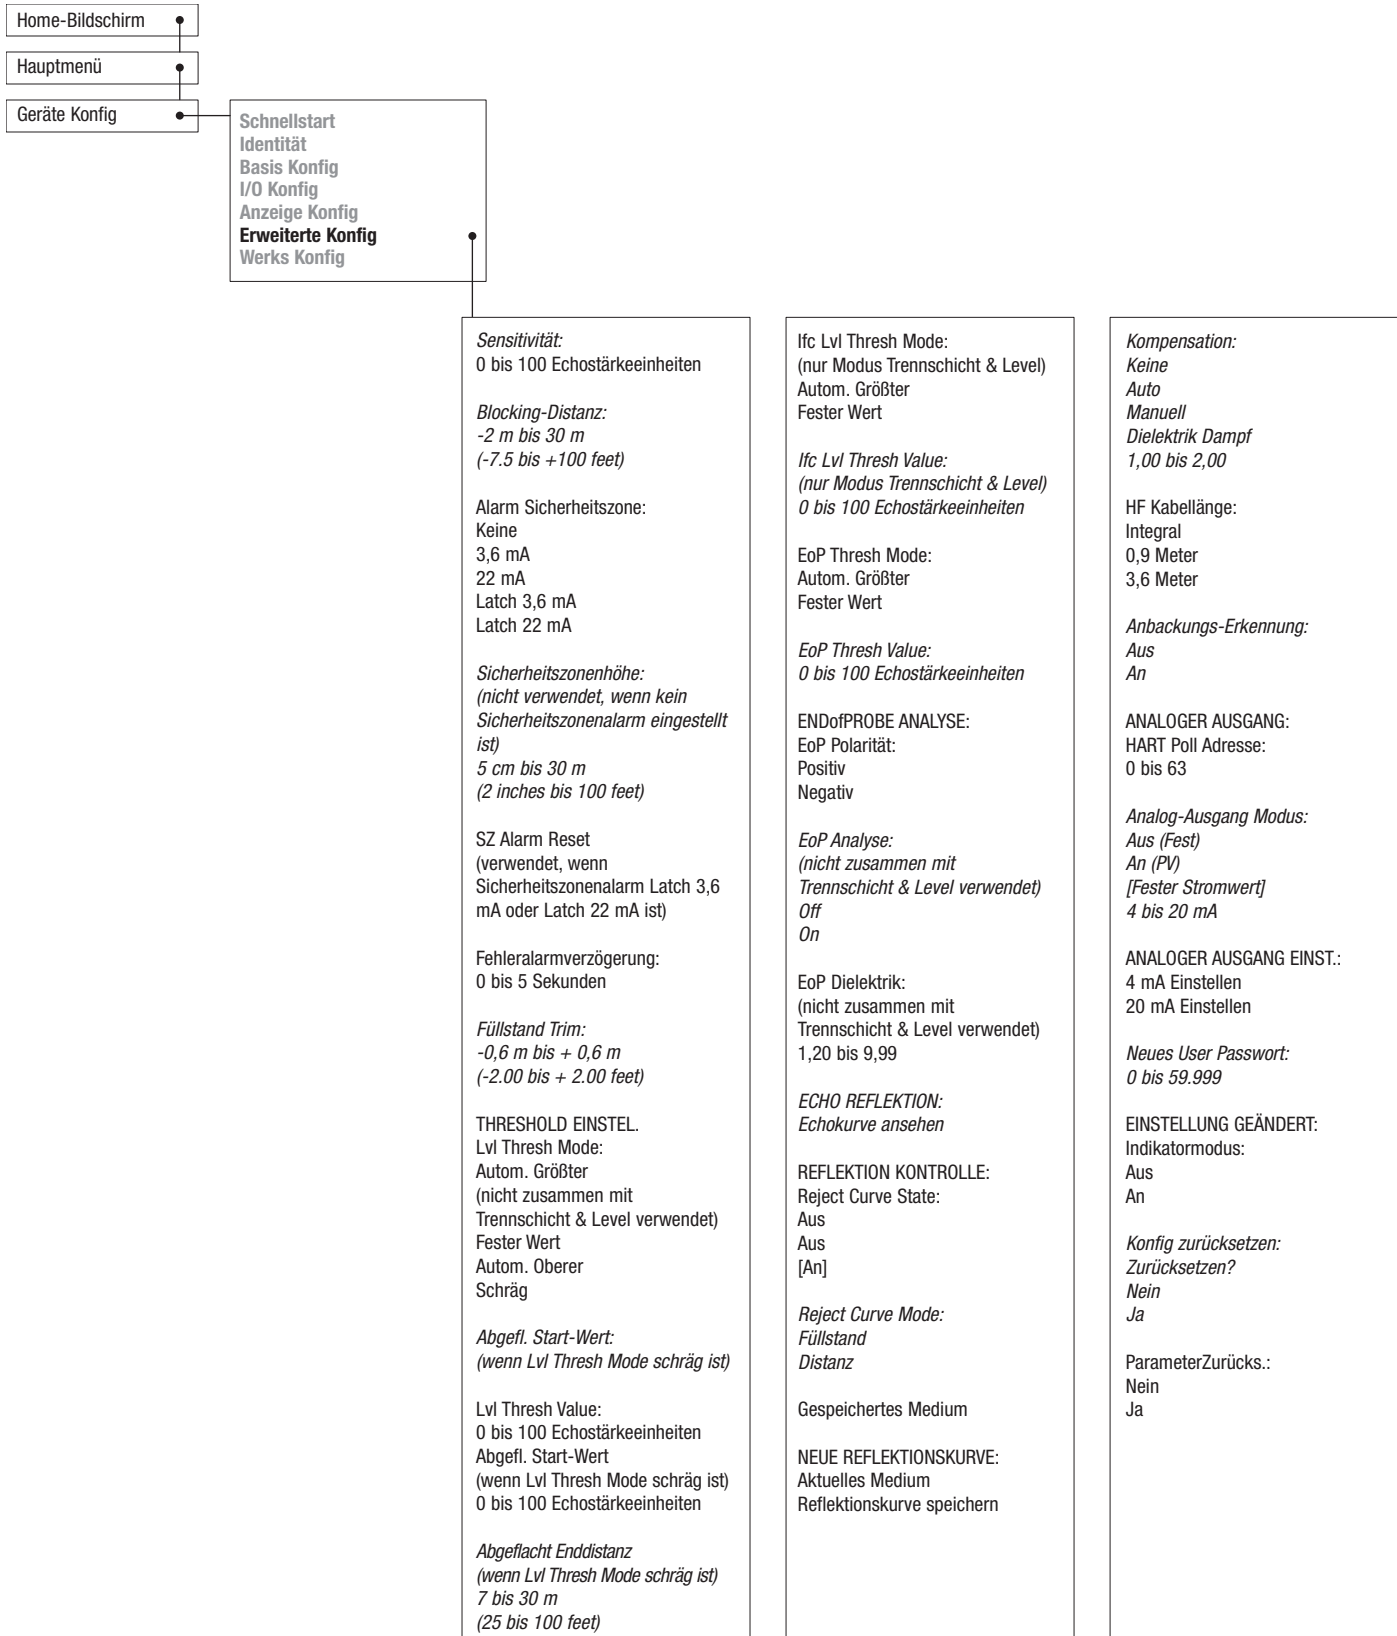 Home-Bildschirm
Hauptmenü
Geräte Konfig
Schnellstart
Identität
Basis Konfig
I/O Konfig
Anzeige Konfig
Erweiterte Konfig
Werks Konfig
Sensitivität:
0 bis 100 Echostärkeeinheiten
Blocking-Distanz:
-2 m bis 30 m
(-7.5 bis +100 feet)
Alarm Sicherheitszone:
Keine
3,6 mA
22 mA
Latch 3,6 mA
Latch 22 mA
Sicherheitszonenhöhe:
(nicht verwendet, wenn kein
Sicherheitszonenalarm eingestellt
ist)
5 cm bis 30 m
(2 inches bis 100 feet)
SZ Alarm Reset
(verwendet, wenn
Sicherheitszonenalarm Latch 3,6
mA oder Latch 22 mA ist)
Fehleralarmverzögerung:
0 bis 5 Sekunden
Füllstand Trim:
-0,6 m bis + 0,6 m
(-2.00 bis + 2.00 feet)
THRESHOLD EINSTEL.
Lvl Thresh Mode:
Autom. Größter
(nicht zusammen mit
Trennschicht & Level verwendet)
Fester Wert
Autom. Oberer
Schräg
Abgefl. Start-Wert:
(wenn Lvl Thresh Mode schräg ist)
Lvl Thresh Value:
0 bis 100 Echostärkeeinheiten
Abgefl. Start-Wert
(wenn Lvl Thresh Mode schräg ist)
0 bis 100 Echostärkeeinheiten
Abgeflacht Enddistanz
(wenn Lvl Thresh Mode schräg ist)
7 bis 30 m
(25 bis 100 feet)
Ifc Lvl Thresh Mode:
(nur Modus Trennschicht & Level)
Autom. Größter
Fester Wert
Ifc Lvl Thresh Value:
(nur Modus Trennschicht & Level)
0 bis 100 Echostärkeeinheiten
EoP Thresh Mode:
Autom. Größter
Fester Wert
EoP Thresh Value:
0 bis 100 Echostärkeeinheiten
ENDofPROBE ANALYSE:
EoP Polarität:
Positiv
Negativ
EoP Analyse:
(nicht zusammen mit
Trennschicht & Level verwendet)
Off
On
EoP Dielektrik:
(nicht zusammen mit
Trennschicht & Level verwendet)
1,20 bis 9,99
ECHO REFLEKTION:
Echokurve ansehen
REFLEKTION KONTROLLE:
Reject Curve State:
Aus
Aus
[An]
Reject Curve Mode:
Füllstand
Distanz
Gespeichertes Medium
NEUE REFLEKTIONSKURVE:
Aktuelles Medium
Reflektionskurve speichern
Kompensation:
Keine
Auto
Manuell
Dielektrik Dampf
1,00 bis 2,00
HF Kabellänge:
Integral
0,9 Meter
3,6 Meter
Anbackungs-Erkennung:
Aus
An
ANALOGER AUSGANG:
HART Poll Adresse:
0 bis 63
Analog-Ausgang Modus:
Aus (Fest)
An (PV)
[Fester Stromwert]
4 bis 20 mA
ANALOGER AUSGANG EINST.:
4 mA Einstellen
20 mA Einstellen
Neues User Passwort:
0 bis 59.999
EINSTELLUNG GEÄNDERT:
Indikatormodus:
Aus
An
Konfig zurücksetzen:
Zurücksetzen?
Nein
Ja
ParameterZurücks.:
Nein
Ja